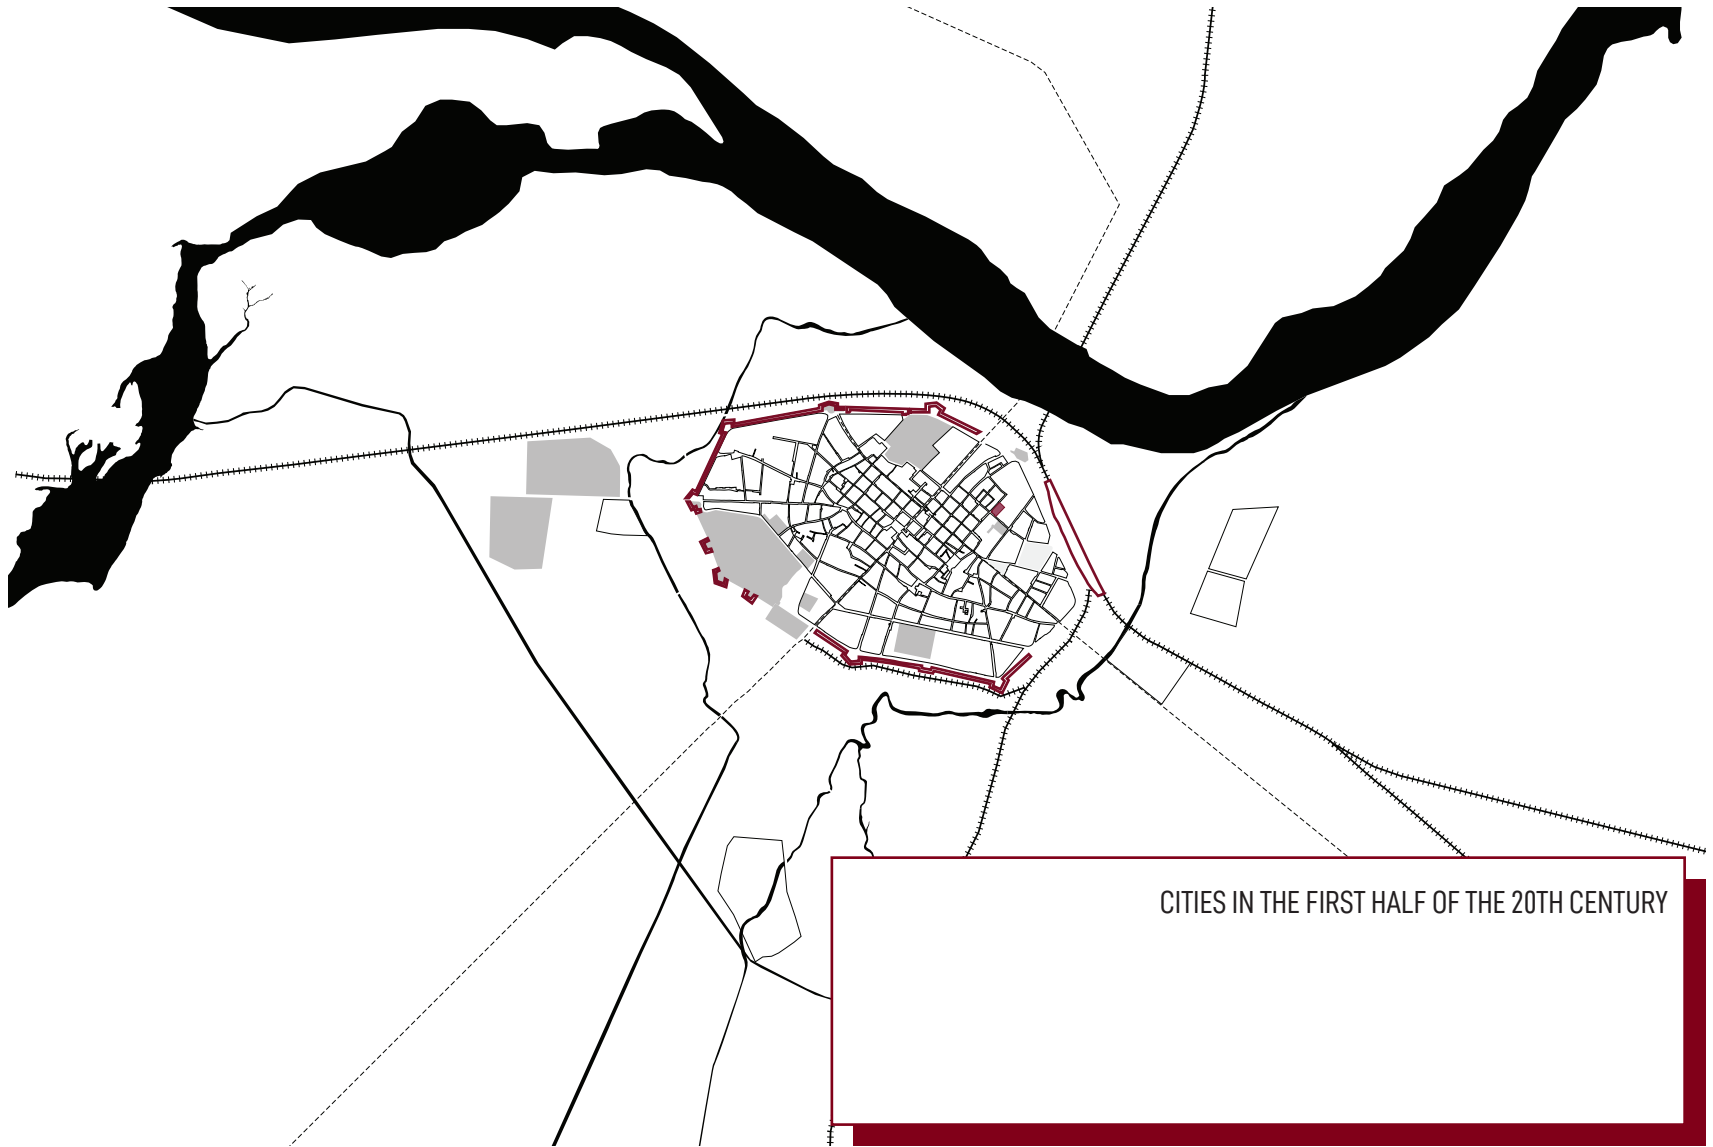 CITIES IN THE FIRST HALF OF THE 20TH CENTURY